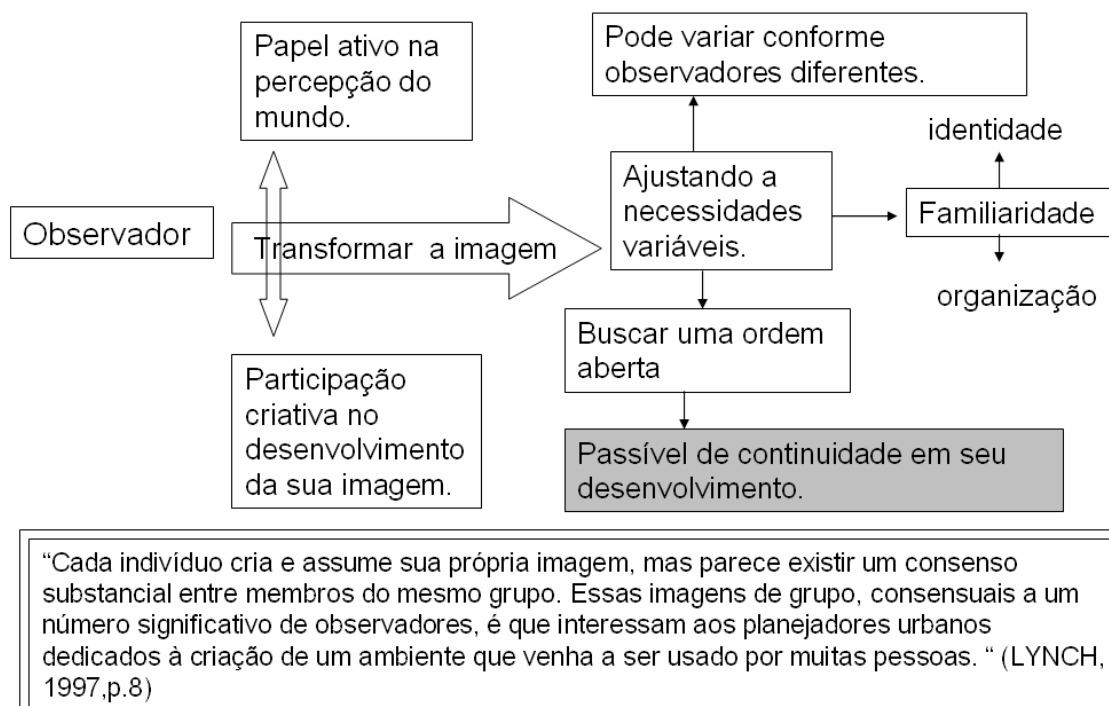 Papel ativo na
percepção do
mundo.
Pode variar conforme
observadores diferentes.
identidade
Observador
Transformar a imagem
Ajustando a
necessidades
variáveis.
Familiaridade
organização
Buscar uma ordem
aberta
Participação
criativa no
desenvolvimento
da sua imagem.
Passível de continuidade em seu
desenvolvimento.
“Cada indivíduo cria e assume sua própria imagem, mas parece existir um consenso
substancial entre membros do mesmo grupo. Essas imagens de grupo, consensuais a um
número significativo de observadores, é que interessam aos planejadores urbanos
dedicados à criação de um ambiente que venha a ser usado por muitas pessoas. “ (LYNCH,
1997,p.8)